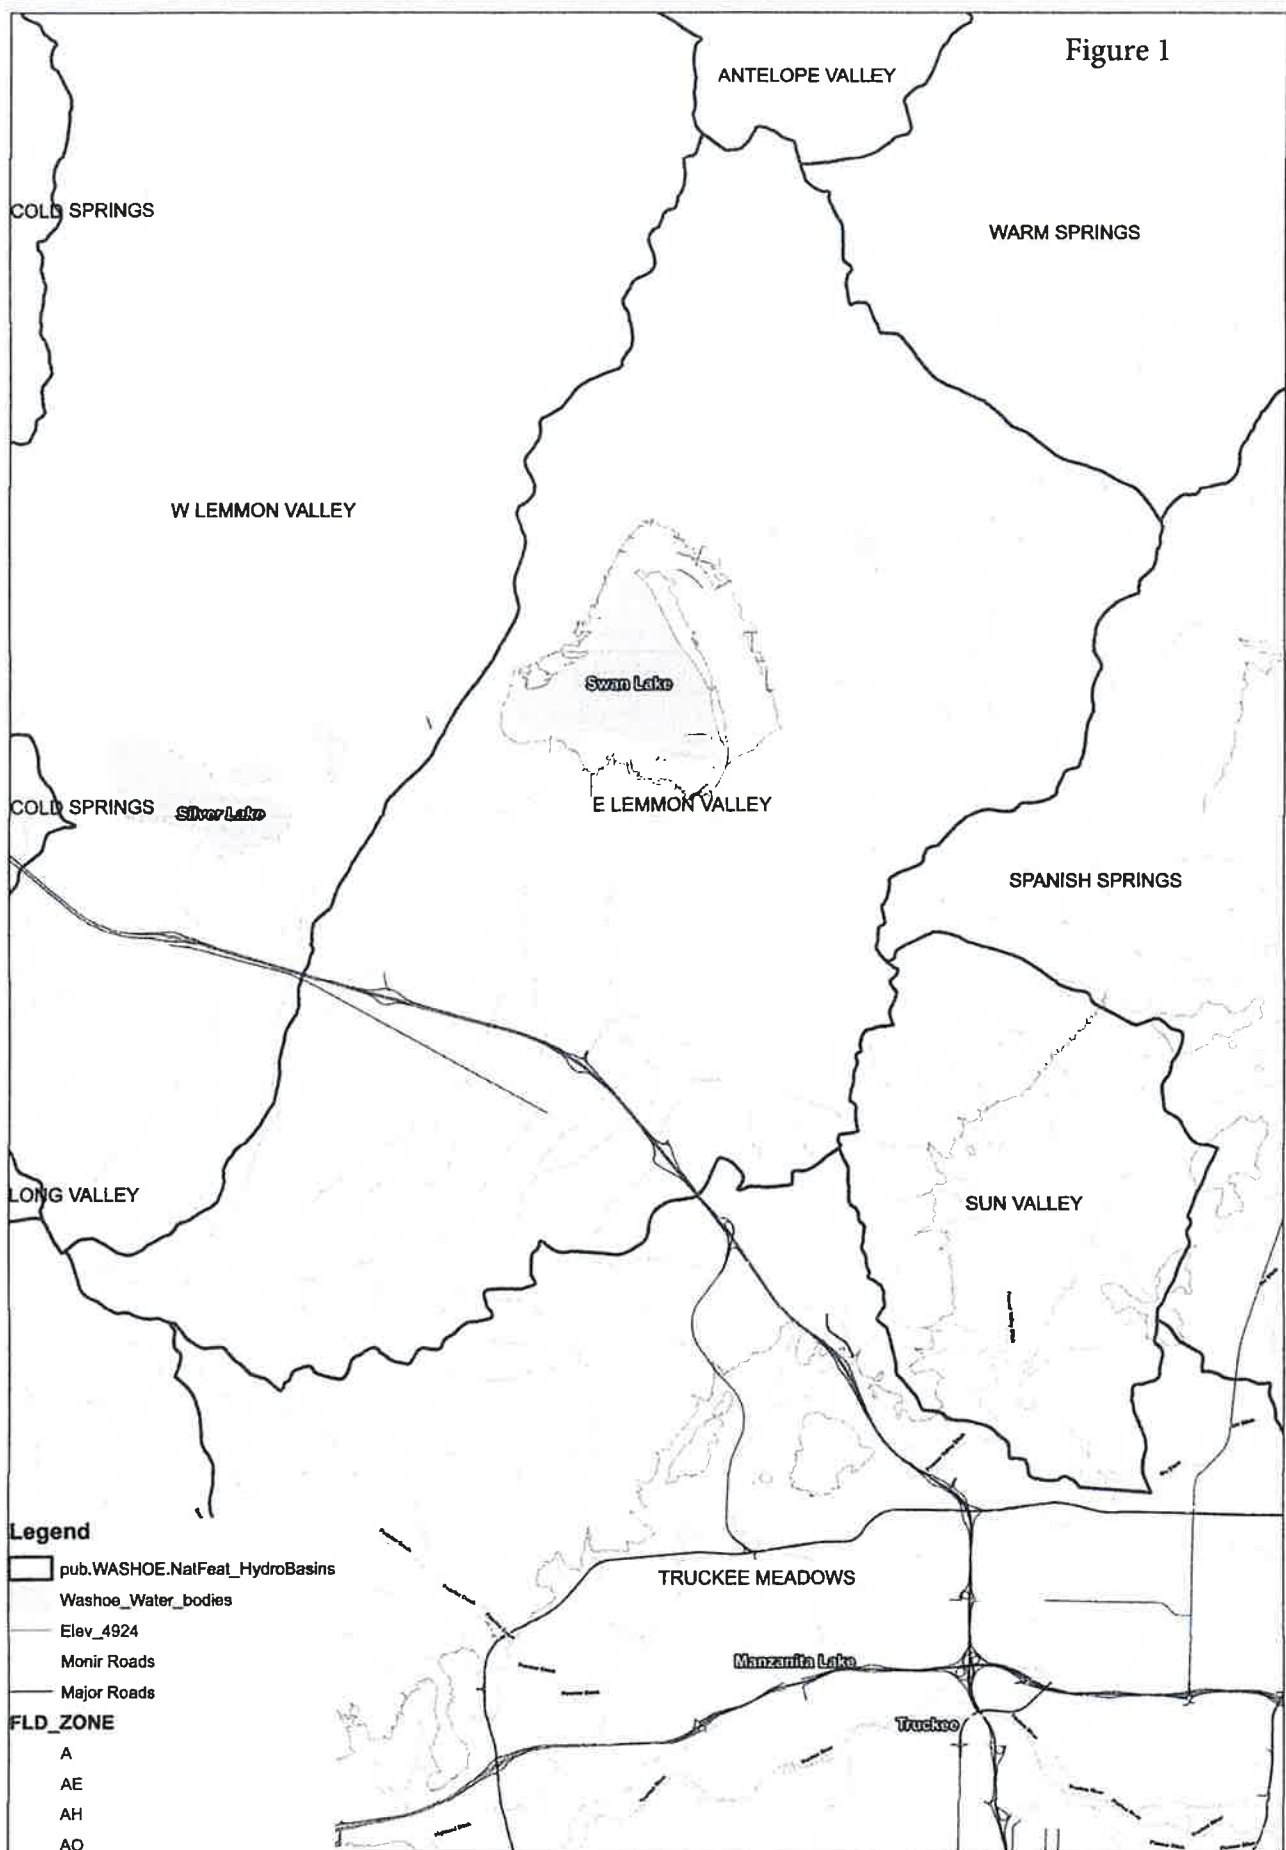 Figure 1
ANTELOPE VALLEY
COLD SPRINGS
WARM SPRINGS
W LEMMON VALLEY
Swan Lake
COLD SPRINGS
Silver Lake
E LEMMON VALLEY
SPANISH SPRINGS
LONG VALLEY
SUN VALLEY
Legend
pub.WASHOE.NatFeat_HydroBasins
Washoe_Water_bodies
Elev_4924
Monir Roads
Major Roads
FLD_ZONE
A
AE
AH
AO
TRUCKEE MEADOWS
Manzanita Lake
Truckee